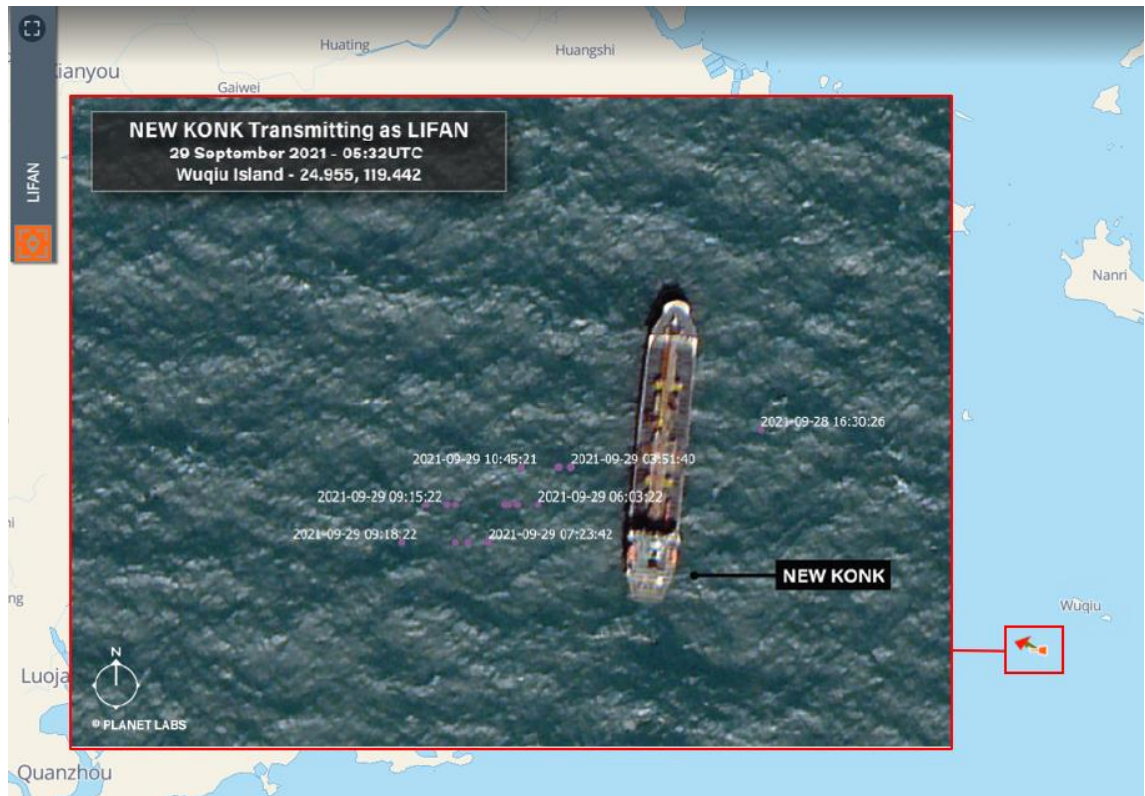 Huating
Huangshi
Xianyou
Gaiwei
LIFAN
NEW KONK Transmitting as LIFAN
29 September 2021 - 05:32UTC
Wuqiu Island - 24.955, 119.442
Nanri
2021-09-28 16:30:26
2021-09-29 10:45:21
2021-09-29 03:51:40
2021-09-29 09:15:22
2021-09-29 06:03:22
2021-09-29 09:18:22
2021-09-29 07:23:42
NEW KONK
Wuqiu
N
Luoja
© PLANET LABS
Quanzhou